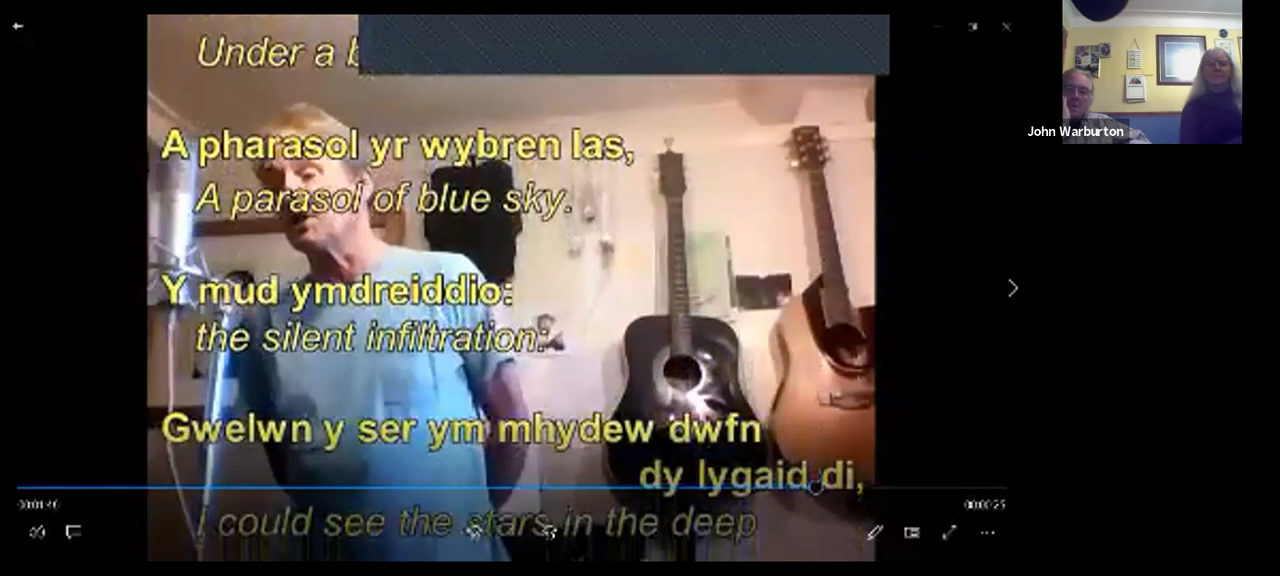 Under a b
A pharasol yr wybren las,
A parasol of blue sky.
Y mud ymdreiddio:
the silent infiltration:
Gwelwn y ser ym mhydew dwfn
dy lygaid di,
I could see the stars in the deep
John Warburton